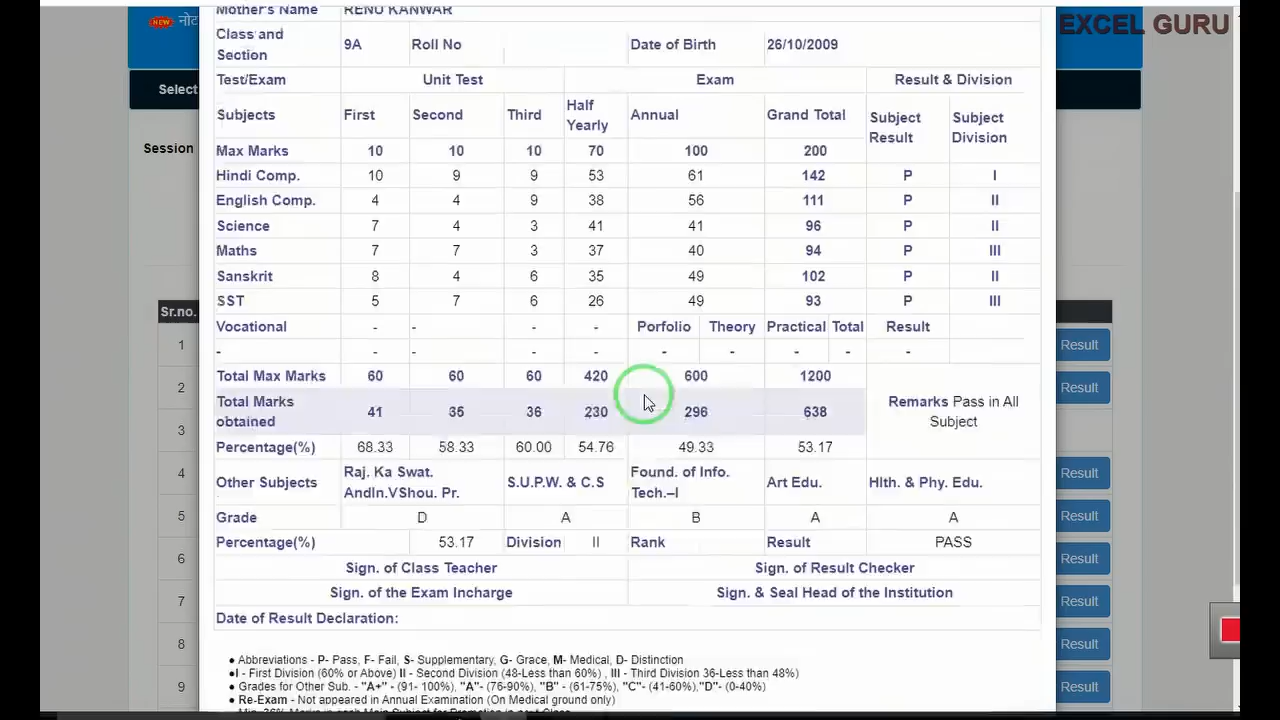 NEW नोट
EXCEL GURU
Mother's Name RENU KANWAR
Class and Section 9A Roll No Date of Birth 26/10/2009
Select
Test/Exam Unit Test Exam Result & Division
Subjects First Second Third Half Yearly Annual Grand Total Subject Result Subject Division
Session
Max Marks 10 10 10 70 100 200
Hindi Comp. 10 9 9 53 61 142 P I
English Comp. 4 4 9 38 56 111 P II
Science 7 4 3 41 41 96 P II
Maths 7 7 3 37 40 94 P III
Sanskrit 8 4 6 35 49 102 P II
SST 5 7 6 26 49 93 P III
Sr.no.
Vocational - - - - Porfolio Theory Practical Total Result
1 Result
- - - - - - - - -
Total Max Marks 60 60 60 420 600 1200
2 Result
Total Marks obtained 41 35 36 230 296 638 Remarks Pass in All Subject
3
Percentage(%) 68.33 58.33 60.00 54.76 49.33 53.17
4 Result
Other Subjects Raj. Ka Swat. Andln.VShou. Pr. S.U.P.W. & C.S Found. of Info. Tech.–I Art Edu. Hlth. & Phy. Edu.
5 Result
Grade D A B A A
Percentage(%) 53.17 Division II Rank Result PASS
6 Result
Sign. of Class Teacher Sign. of Result Checker
Sign. of the Exam Incharge Sign. & Seal Head of the Institution
7 Result
Date of Result Declaration:
8 Result
● Abbreviations - P- Pass, F- Fail, S- Supplementary, G- Grace, M- Medical, D- Distinction
●I - First Division (60% or Above) II - Second Division (48-Less than 60%) , III - Third Division 36-Less than 48%)
● Grades for Other Sub. - "A+" - (91- 100%), "A"- (76-90%), "B" - (61-75%), "C"- (41-60%),"D"- (0-40%)
9 Result
● Re-Exam - Not appeared in Annual Examination (On Medical ground only)